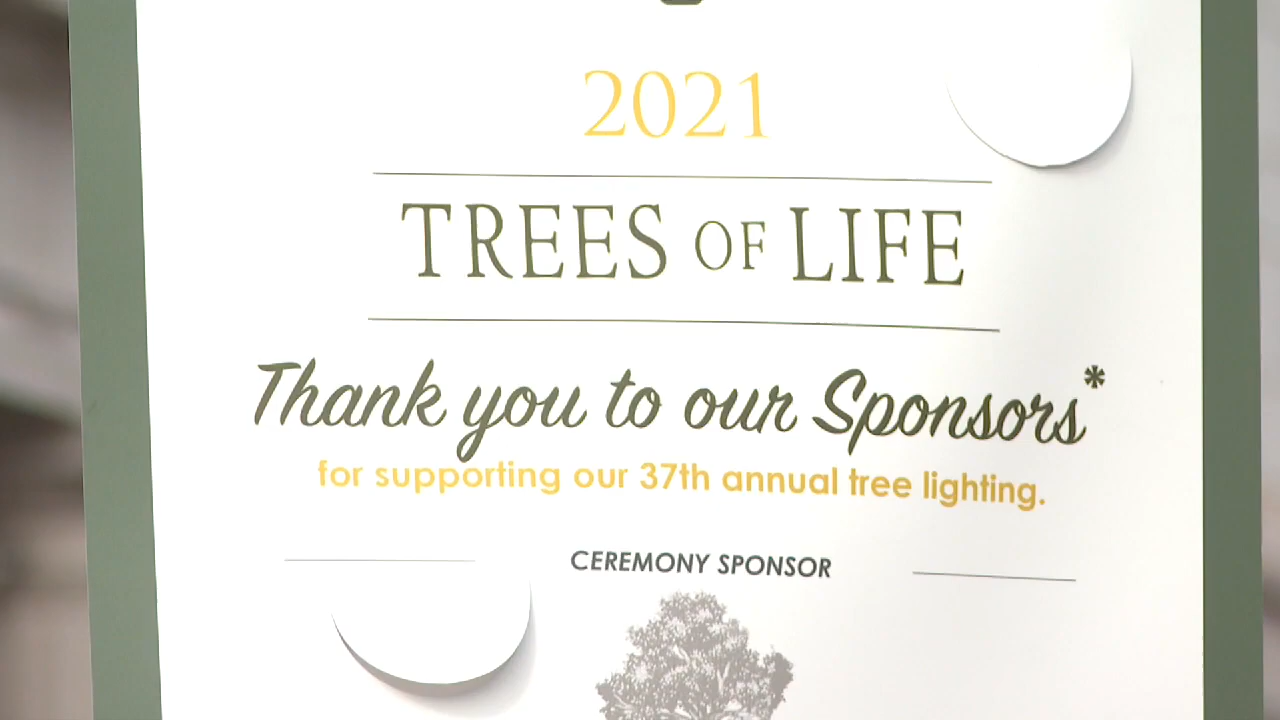 2021
TREES OF LIFE
Thank you to our Sponsors*
for supporting our 37th annual tree lighting.
CEREMONY SPONSOR